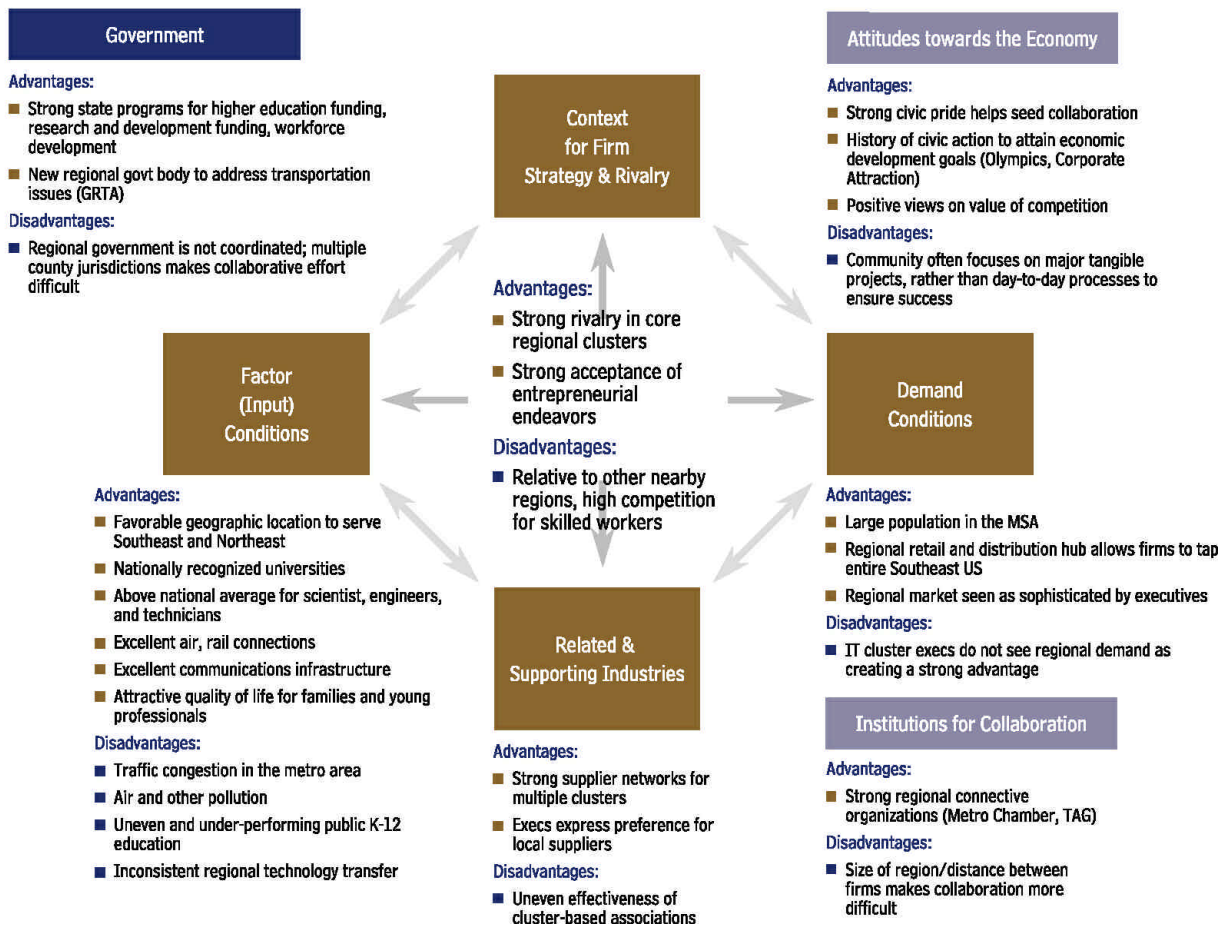 Government
Advantages:
Strong state programs for higher education funding,
research and development funding, workforce
development
New regional govt body to address transportation
issues (GRTA)
Disadvantages:
Regional government is not coordinated; multiple
county jurisdictions makes collaborative effort
difficult
Context
for Firm
Strategy & Rivalry
Advantages:
Strong rivalry in core
regional clusters
Strong acceptance of
entrepreneurial
endeavors
Disadvantages:
Relative to other nearby
regions, high competition
for skilled workers
Attitudes towards the Economy
Advantages:
Strong civic pride helps seed collaboration
History of civic action to attain economic
development goals (Olympics, Corporate
Attraction)
Positive views on value of competition
Disadvantages:
Community often focuses on major tangible
projects, rather than day-to-day processes to
ensure success
Factor
(Input)
Conditions
Advantages:
Favorable geographic location to serve
Southeast and Northeast
Nationally recognized universities
Above national average for scientist, engineers,
and technicians
Excellent air, rail connections
Excellent communications infrastructure
Attractive quality of life for families and young
professionals
Disadvantages:
Traffic congestion in the metro area
Air and other pollution
Uneven and under-performing public K-12
education
Inconsistent regional technology transfer
Related &
Supporting Industries
Advantages:
Strong supplier networks for
multiple clusters
Execs express preference for
local suppliers
Disadvantages:
Uneven effectiveness of
cluster-based associations
Demand
Conditions
Advantages:
Large population in the MSA
Regional retail and distribution hub allows firms to tap
entire Southeast US
Regional market seen as sophisticated by executives
Disadvantages:
IT cluster execs do not see regional demand as
creating a strong advantage
Institutions for Collaboration
Advantages:
Strong regional connective
organizations (Metro Chamber, TAG)
Disadvantages:
Size of region/distance between
firms makes collaboration more
difficult